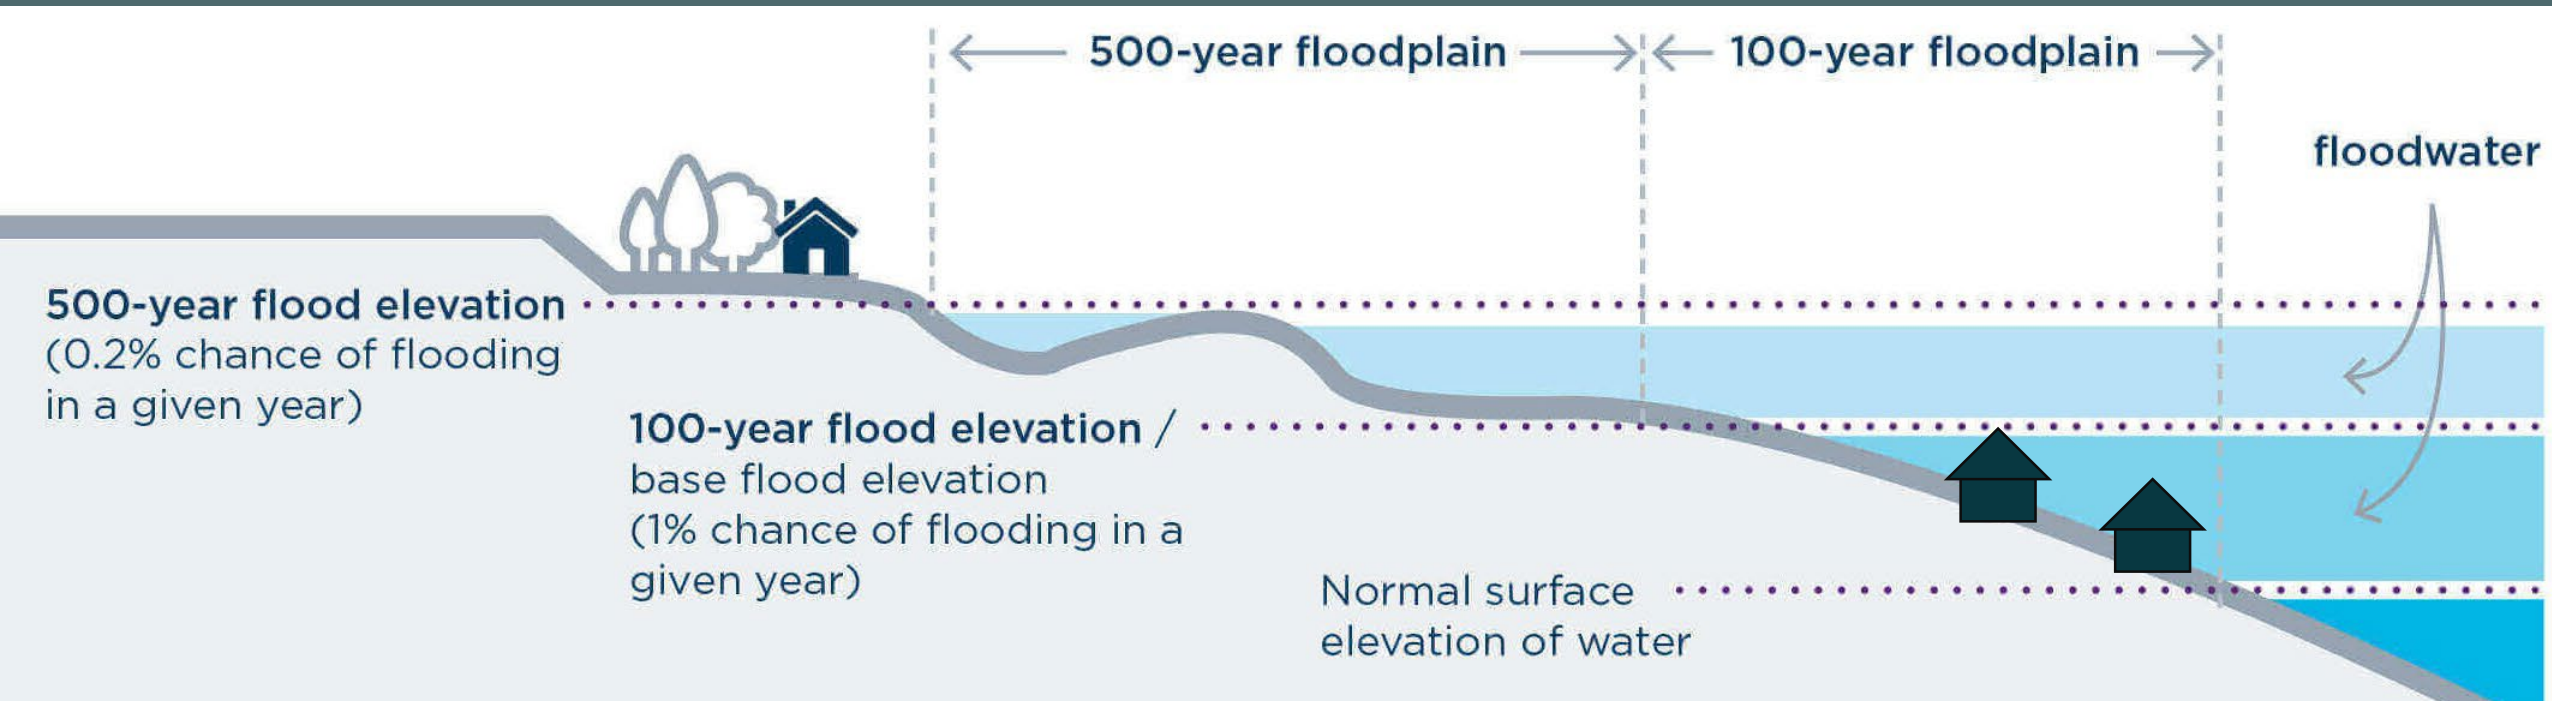 500-year floodplain
100-year floodplain
floodwater
500-year flood elevation
(0.2% chance of flooding
in a given year)
100-year flood elevation /
base flood elevation
(1% chance of flooding in a
given year)
Normal surface
elevation of water